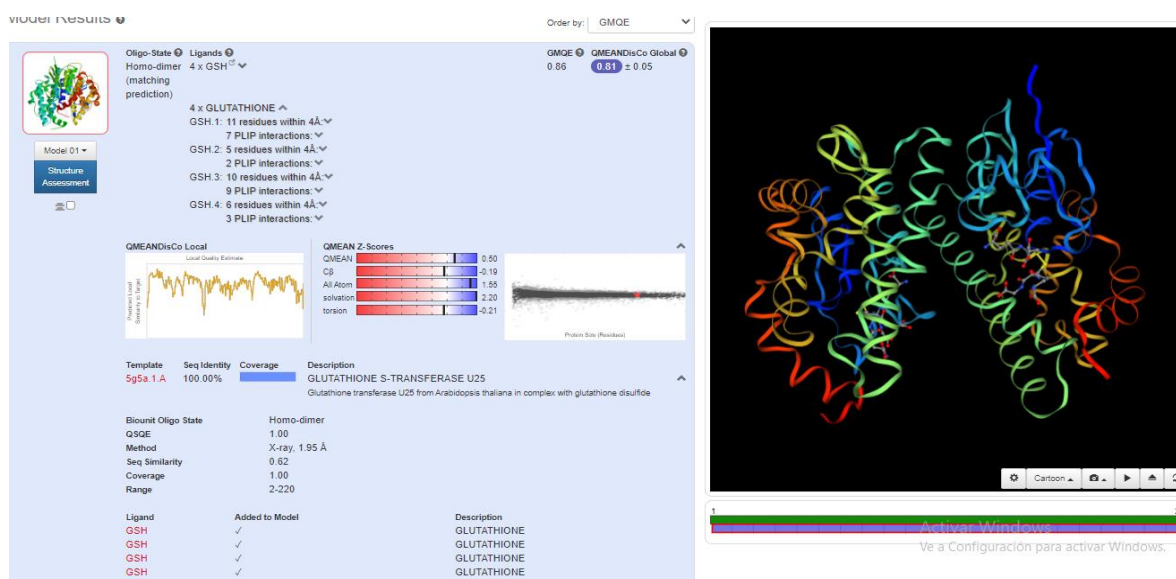 Model Results
Order by: GMQE
Oligo-State Ligands GMQE QMEANDisCo Global
Homo-dimer 4 x GSH 0.86 0.81 ± 0.05
(matching
prediction)
4 x GLUTATHIONE
GSH.1: 11 residues within 4Å:
7 PLIP interactions:
GSH.2: 5 residues within 4Å:
2 PLIP interactions:
GSH.3: 10 residues within 4Å:
9 PLIP interactions:
GSH.4: 6 residues within 4Å:
3 PLIP interactions:
Model 01
Structure
Assessment
QMEANDisCo Local QMEAN Z-Scores
Local Quality Estimate
Predicted Local
Similarity to Target
QMEAN 0.50
Cβ -0.19
All Atom 1.55
solvation 2.20
torsion -0.21
Protein Size (Residues)
Template Seq Identity Coverage Description
5g5a.1.A 100.00% GLUTATHIONE S-TRANSFERASE U25
Glutathione transferase U25 from Arabidopsis thaliana in complex with glutathione disulfide
Biounit Oligo State Homo-dimer
QSQE 1.00
Method X-ray, 1.95 Å
Seq Similarity 0.62
Coverage 1.00
Range 2-220
Ligand Added to Model Description
GSH ✓ GLUTATHIONE
GSH ✓ GLUTATHIONE
GSH ✓ GLUTATHIONE
GSH ✓ GLUTATHIONE
Cartoon
1
Activar Windows
Ve a Configuración para activar Windows.